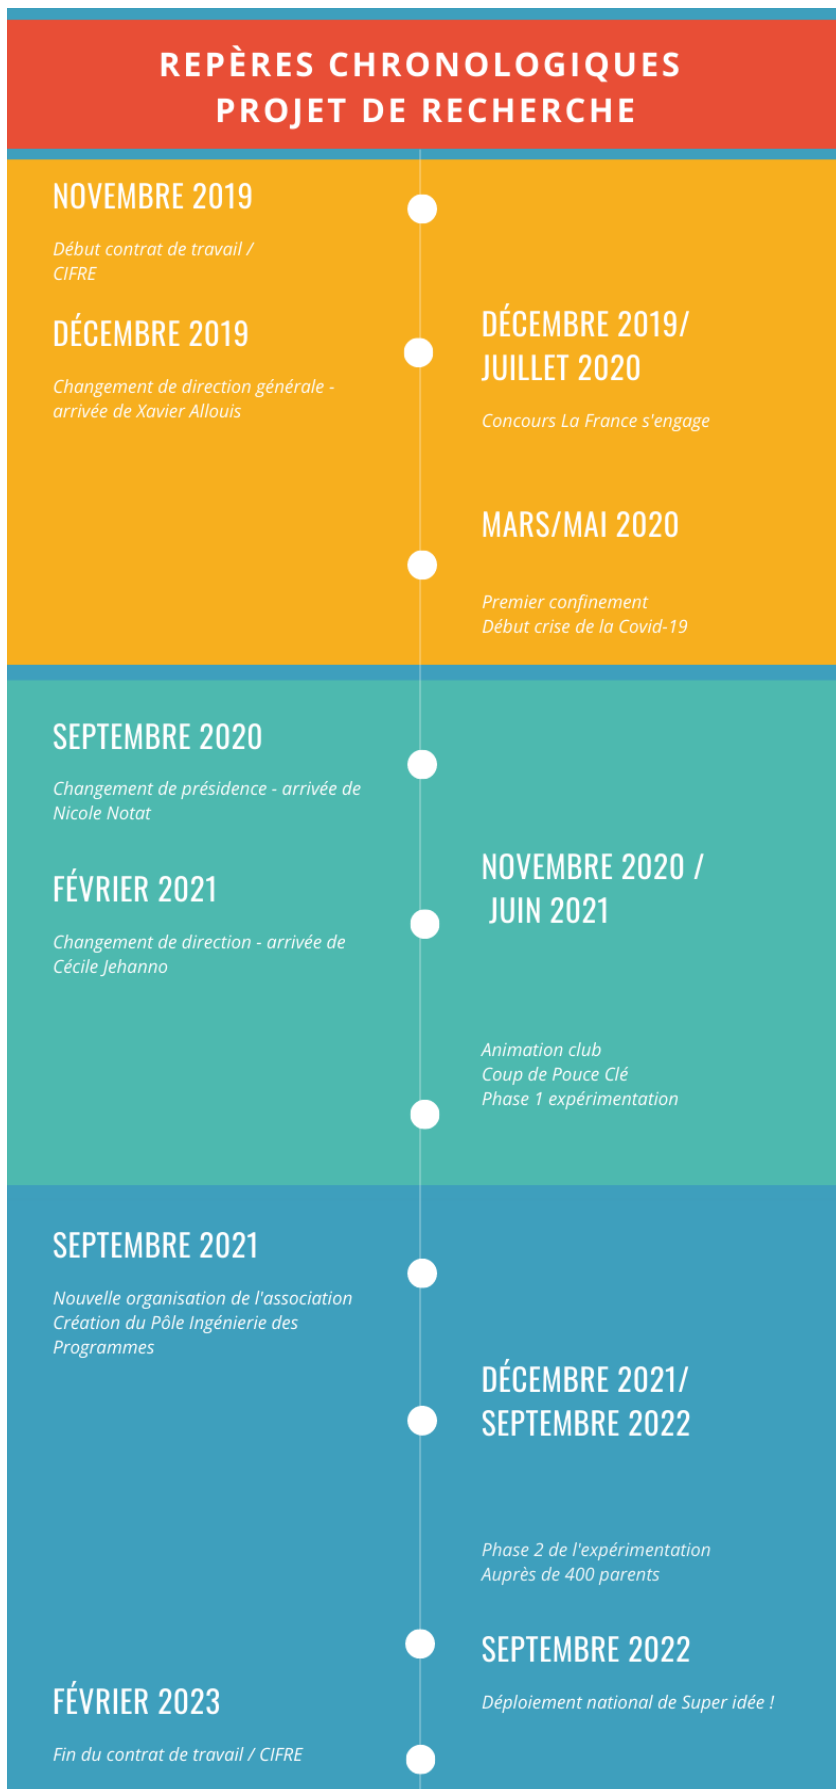 REPÈRES CHRONOLOGIQUES
PROJET DE RECHERCHE
NOVEMBRE 2019
Début contrat de travail /
CIFRE
DÉCEMBRE 2019
Changement de direction générale -
arrivée de Xavier Allouis
DÉCEMBRE 2019/
JUILLET 2020
Concours La France s'engage
MARS/MAI 2020
Premier confinement
Début crise de la Covid-19
SEPTEMBRE 2020
Changement de présidence - arrivée de
Nicole Notat
FÉVRIER 2021
Changement de direction - arrivée de
Cécile Jehanno
NOVEMBRE 2020 /
JUIN 2021
Animation club
Coup de Pouce Clé
Phase 1 expérimentation
SEPTEMBRE 2021
Nouvelle organisation de l'association
Création du Pôle Ingénierie des
Programmes
DÉCEMBRE 2021/
SEPTEMBRE 2022
Phase 2 de l'expérimentation
Auprès de 400 parents
SEPTEMBRE 2022
Déploiement national de Super idée !
FÉVRIER 2023
Fin du contrat de travail / CIFRE